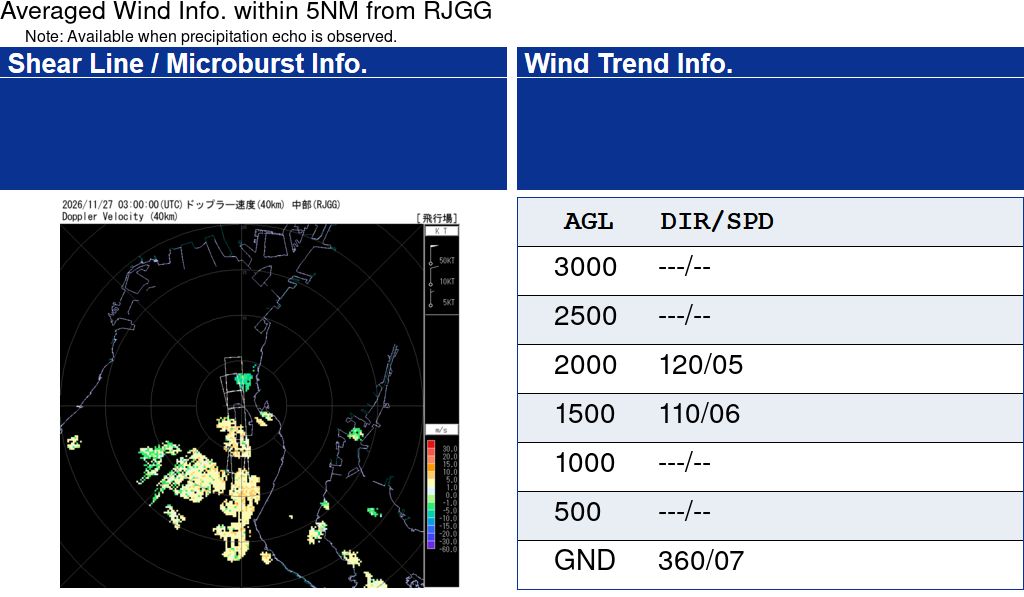 Averaged Wind Info. within 5NM from RJGG
Note: Available when precipitation echo is observed.
Shear Line / Microburst Info.
Wind Trend Info.
2026/11/27 03:00:00(UTC) ドップラー速度(40km) 中部(RJGG)
Doppler Velocity (40km)
[飛行場]
KT
50KT
10KT
5KT
m/s
30.0
20.0
15.0
10.0
5.0
1.0
0.0
-1.0
-5.0
-10.0
-15.0
-20.0
-30.0
-60.0
AGL DIR/SPD
3000 ---/--
2500 ---/--
2000 120/05
1500 110/06
1000 ---/--
500 ---/--
GND 360/07